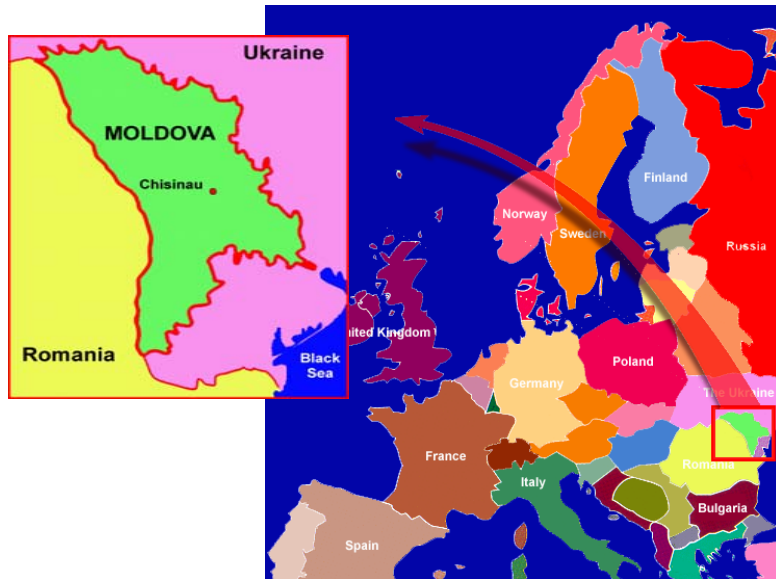 Ukraine
MOLDOVA
Chisinau
Romania
Black
Sea
Finland
Norway
Sweden
Russia
nited Kingdom
Poland
Germany
The Ukraine
France
Romania
Italy
Bulgaria
Spain